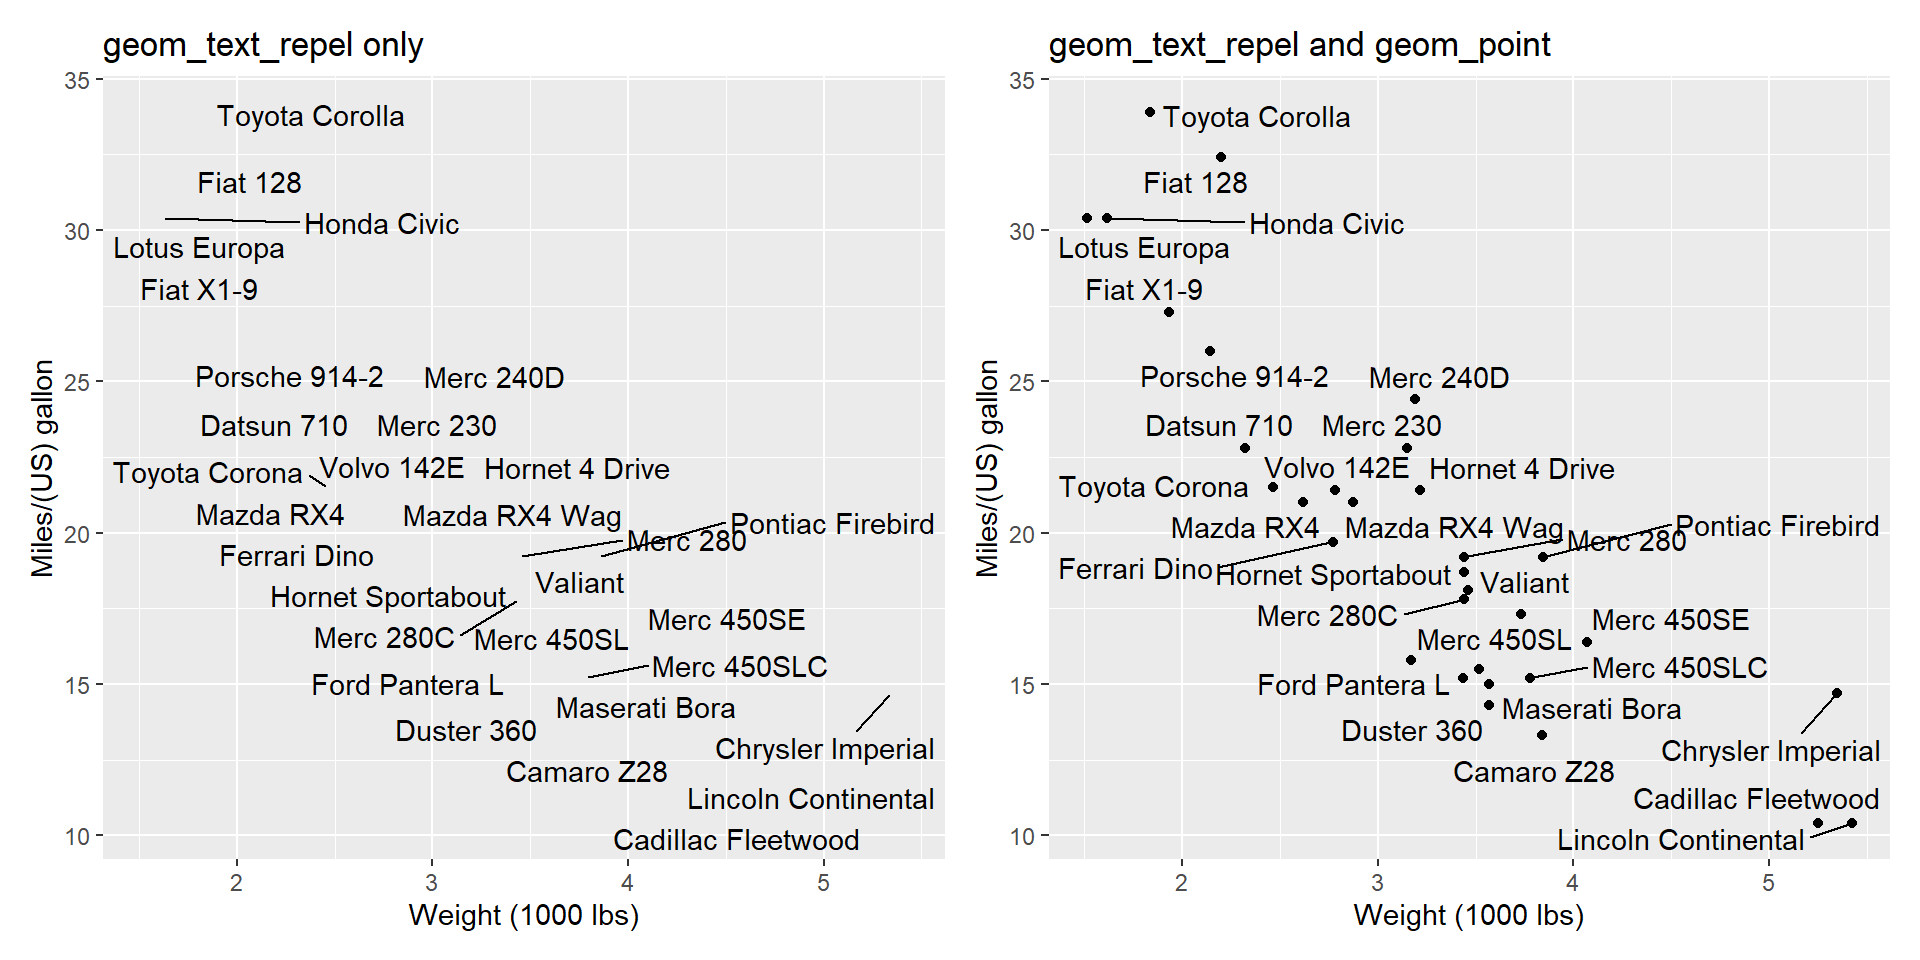 geom_text_repel only
Miles/(US) gallon
35
30
25
20
15
10
Toyota Corolla
Fiat 128
Honda Civic
Lotus Europa
Fiat X1-9
Porsche 914-2
Merc 240D
Datsun 710
Merc 230
Volvo 142E
Hornet 4 Drive
Toyota Corona
Mazda RX4
Mazda RX4 Wag
Pontiac Firebird
Merc 280
Ferrari Dino
Valiant
Hornet Sportabout
Merc 450SE
Merc 280C
Merc 450SL
Merc 450SLC
Ford Pantera L
Maserati Bora
Duster 360
Chrysler Imperial
Camaro Z28
Lincoln Continental
Cadillac Fleetwood
2
3
4
5
Weight (1000 lbs)
geom_text_repel and geom_point
Miles/(US) gallon
35
30
25
20
15
10
Toyota Corolla
Fiat 128
Honda Civic
Lotus Europa
Fiat X1-9
Porsche 914-2
Merc 240D
Datsun 710
Merc 230
Volvo 142E
Hornet 4 Drive
Toyota Corona
Mazda RX4
Mazda RX4 Wag
Pontiac Firebird
Merc 280
Ferrari Dino
Hornet Sportabout
Valiant
Merc 280C
Merc 450SE
Merc 450SL
Merc 450SLC
Ford Pantera L
Maserati Bora
Duster 360
Chrysler Imperial
Camaro Z28
Cadillac Fleetwood
Lincoln Continental
2
3
4
5
Weight (1000 lbs)